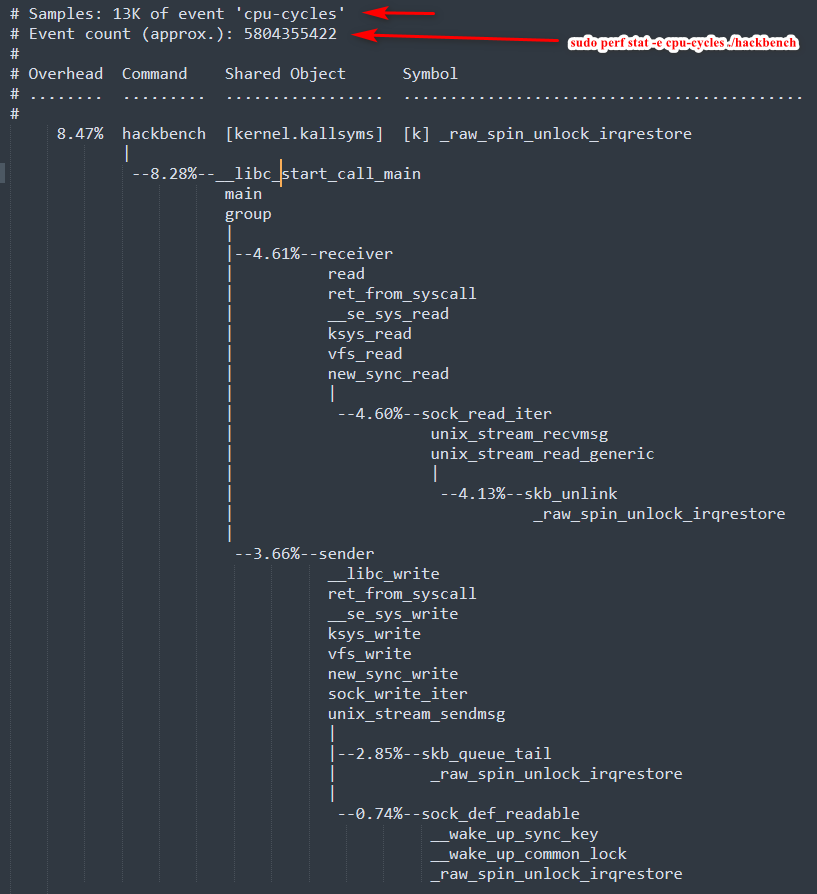 # Samples: 13K of event 'cpu-cycles'
# Event count (approx.): 5804355422
sudo perf stat -e cpu-cycles ./hackbench
#
# Overhead  Command    Shared Object      Symbol
# ........  .........  .................  ...........................................
#
     8.47%  hackbench  [kernel.kallsyms]  [k] _raw_spin_unlock_irqrestore
            |
             --8.28%--__libc_start_call_main
                       main
                       group
                       |
                       |--4.61%--receiver
                       |          read
                       |          ret_from_syscall
                       |          __se_sys_read
                       |          ksys_read
                       |          vfs_read
                       |          new_sync_read
                       |          |
                       |           --4.60%--sock_read_iter
                       |                     unix_stream_recvmsg
                       |                     unix_stream_read_generic
                       |                     |
                       |                      --4.13%--skb_unlink
                       |                                _raw_spin_unlock_irqrestore
                       |
                        --3.66%--sender
                                  __libc_write
                                  ret_from_syscall
                                  __se_sys_write
                                  ksys_write
                                  vfs_write
                                  new_sync_write
                                  sock_write_iter
                                  unix_stream_sendmsg
                                  |
                                  |--2.85%--skb_queue_tail
                                  |          _raw_spin_unlock_irqrestore
                                  |
                                   --0.74%--sock_def_readable
                                             __wake_up_sync_key
                                             __wake_up_common_lock
                                             _raw_spin_unlock_irqrestore